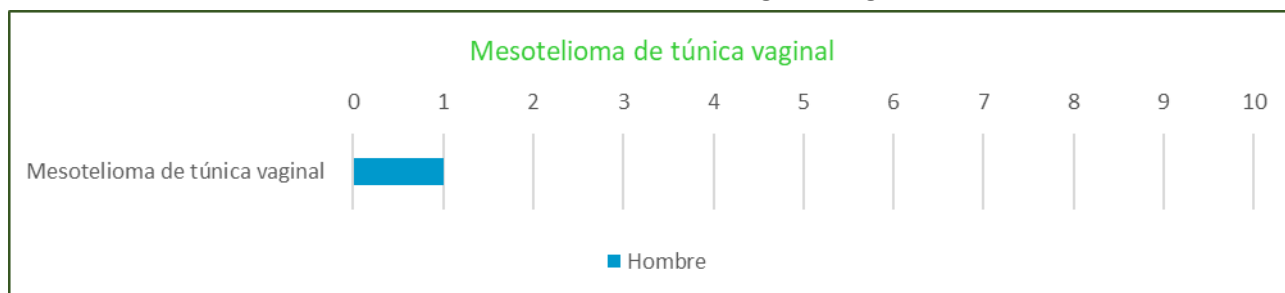 Mesotelioma de túnica vaginal
0 1 2 3 4 5 6 7 8 9 10
Mesotelioma de túnica vaginal
Hombre